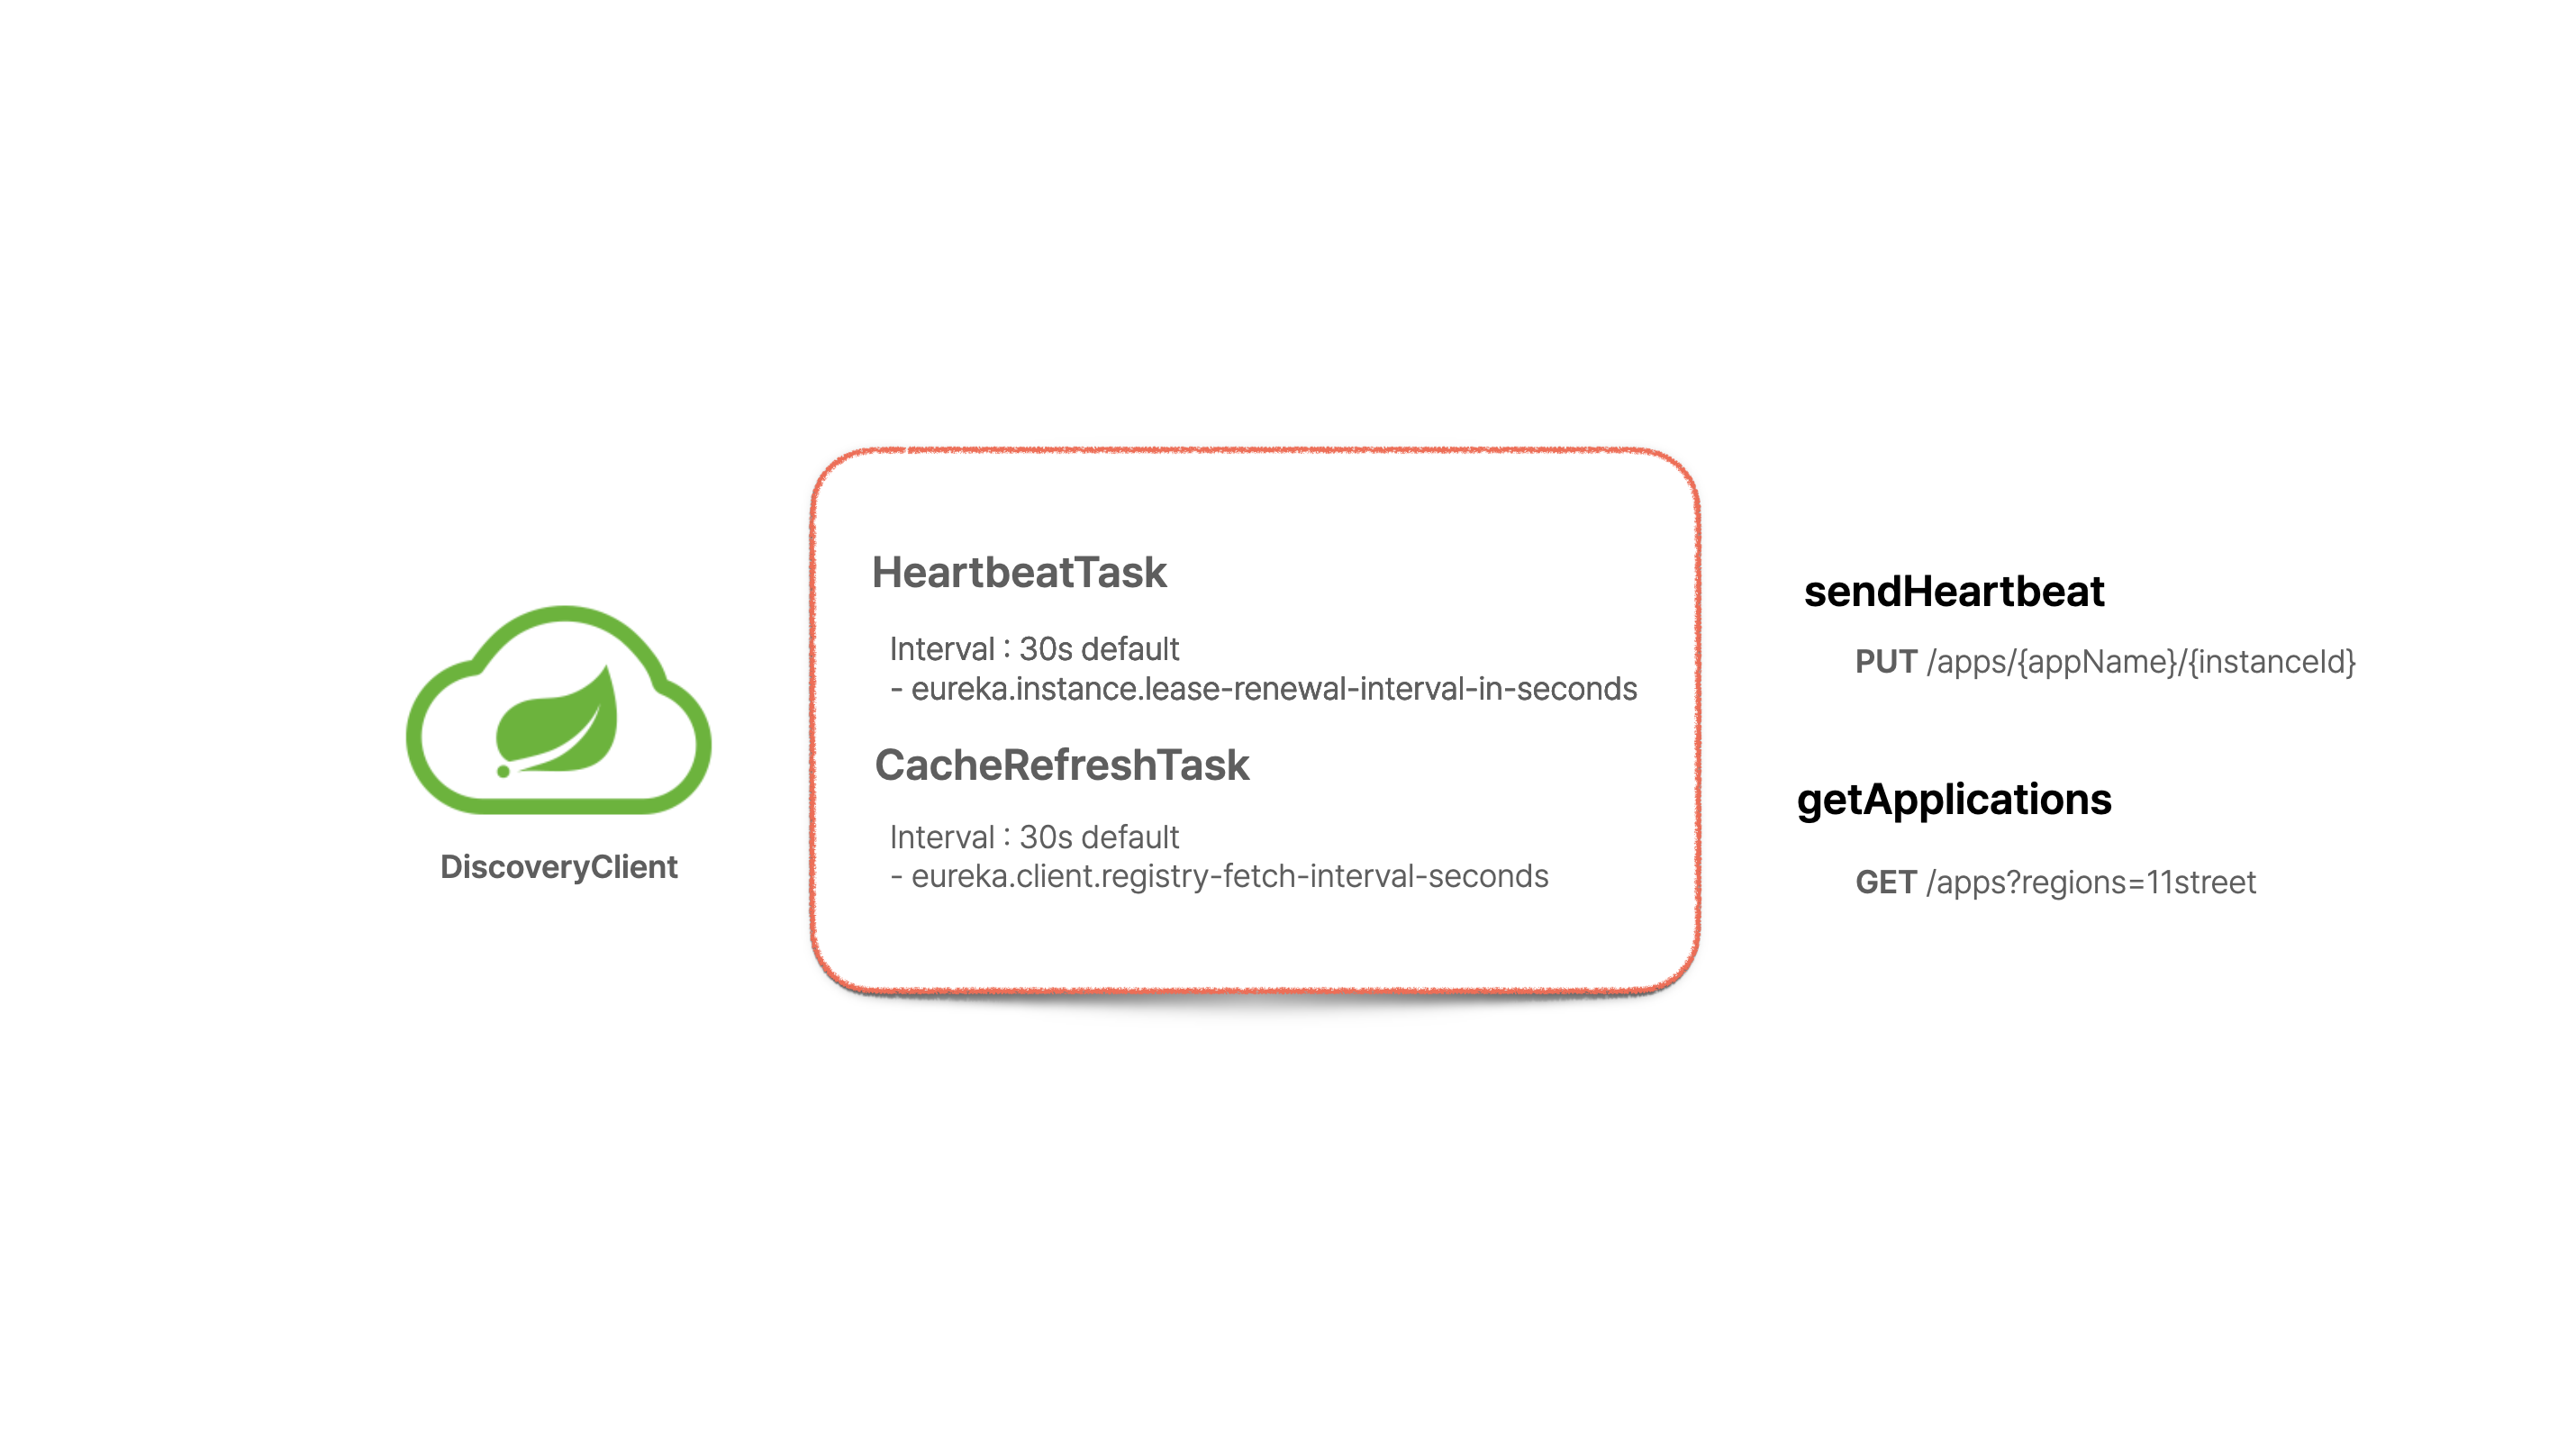 DiscoveryClient
HeartbeatTask
Interval : 30s default
- eureka.instance.lease-renewal-interval-in-seconds
CacheRefreshTask
Interval : 30s default
- eureka.client.registry-fetch-interval-seconds
sendHeartbeat
PUT /apps/{appName}/{instanceId}
getApplications
GET /apps?regions=11street